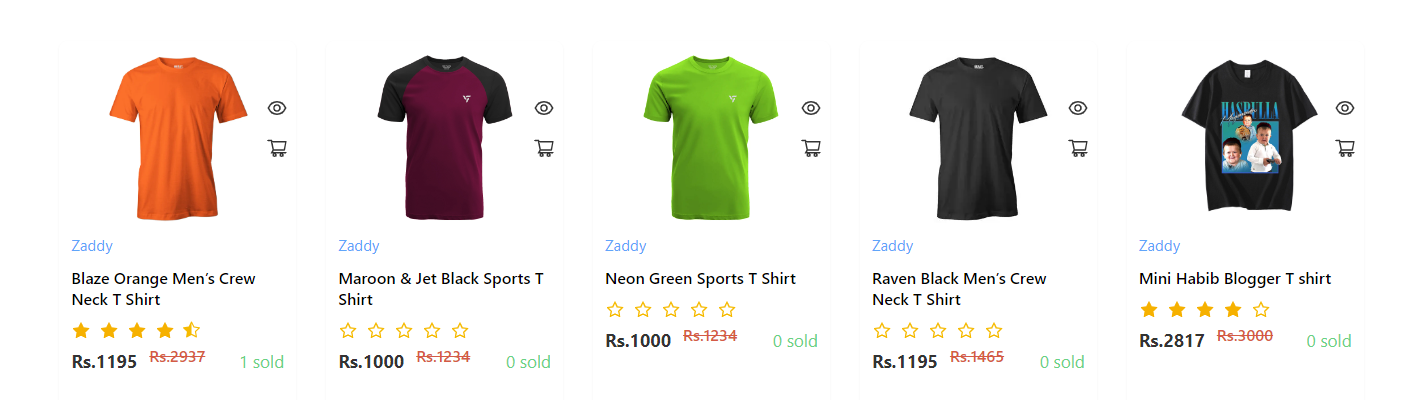 HASBULLA
Zaddy
Blaze Orange Men's Crew
Neck T Shirt
Rs.1195 Rs.2937 1 sold
Zaddy
Maroon & Jet Black Sports T
Shirt
Rs.1000 Rs.1234 0 sold
Zaddy
Neon Green Sports T Shirt
Rs.1000 Rs.1234 0 sold
Zaddy
Raven Black Men's Crew
Neck T Shirt
Rs.1195 Rs.1465 0 sold
Zaddy
Mini Habib Blogger T shirt
Rs.2817 Rs.3000 0 sold